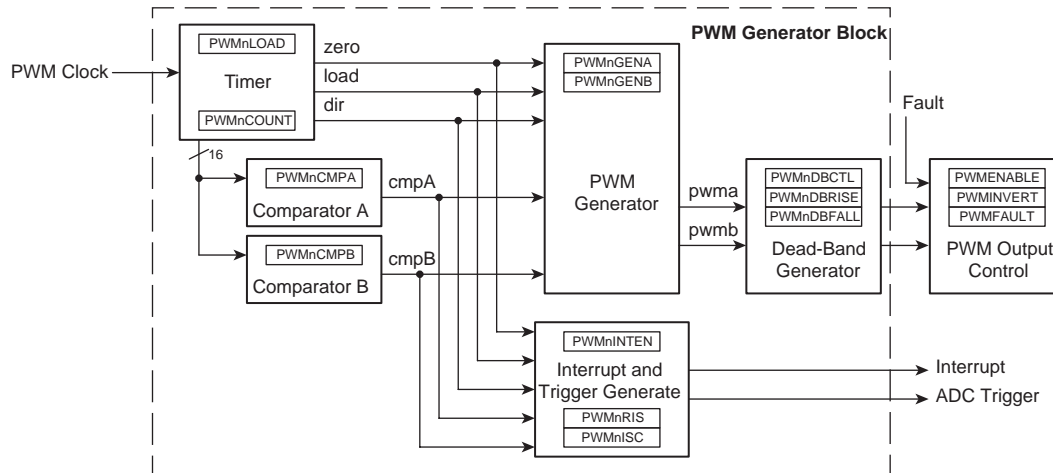 PWM Generator Block
PWM Clock
PWMnLOAD
Timer
PWMnCOUNT
zero
load
dir
16
PWMnCMPA
Comparator A
cmpA
PWMnCMPB
Comparator B
cmpB
PWMnGENA
PWMnGENB
PWM
Generator
pwma
pwmb
PWMnDBCTL
PWMnDBRISE
PWMnDBFALL
Dead-Band
Generator
Fault
PWMENABLE
PWMINVERT
PWMFAULT
PWM Output
Control
PWMnINTEN
Interrupt and
Trigger Generate
PWMnRIS
PWMnISC
Interrupt
ADC Trigger